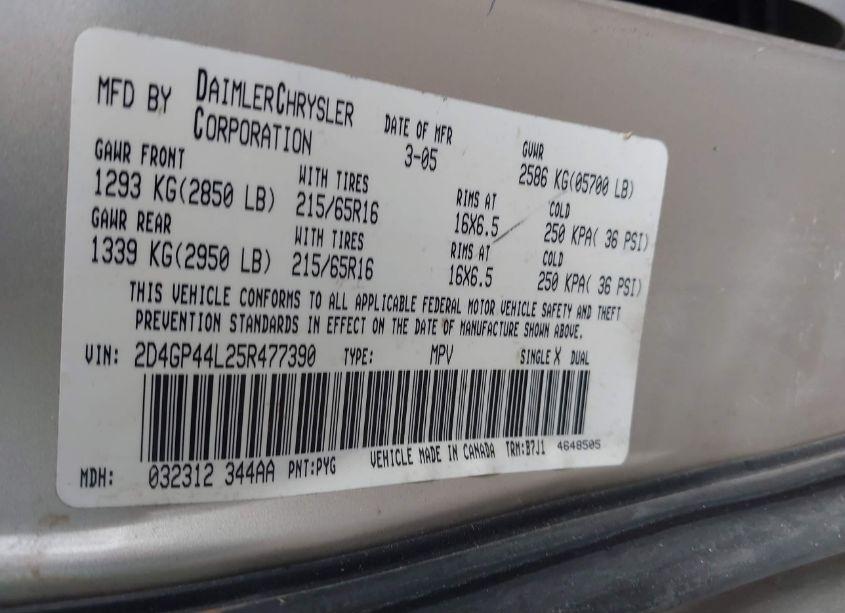 MFD BY DAIMLERCHRYSLER CORPORATION
DATE OF MFR 3-05
GVWR 2586 KG(05700 LB)
GAWR FRONT 1293 KG(2850 LB)
WITH TIRES 215/65R16
RIMS AT 16X6.5
COLD 250 KPA( 36 PSI)
GAWR REAR 1339 KG(2950 LB)
WITH TIRES 215/65R16
RIMS AT 16X6.5
COLD 250 KPA( 36 PSI)
THIS VEHICLE CONFORMS TO ALL APPLICABLE FEDERAL MOTOR VEHICLE SAFETY AND THEFT
PREVENTION STANDARDS IN EFFECT ON THE DATE OF MANUFACTURE SHOWN ABOVE.
VIN: 2D4GP44L25R477390 TYPE: MPV SINGLE X DUAL
MDH: 032312 344AA PNT:PYG VEHICLE MADE IN CANADA TRM:B7J1 4648505